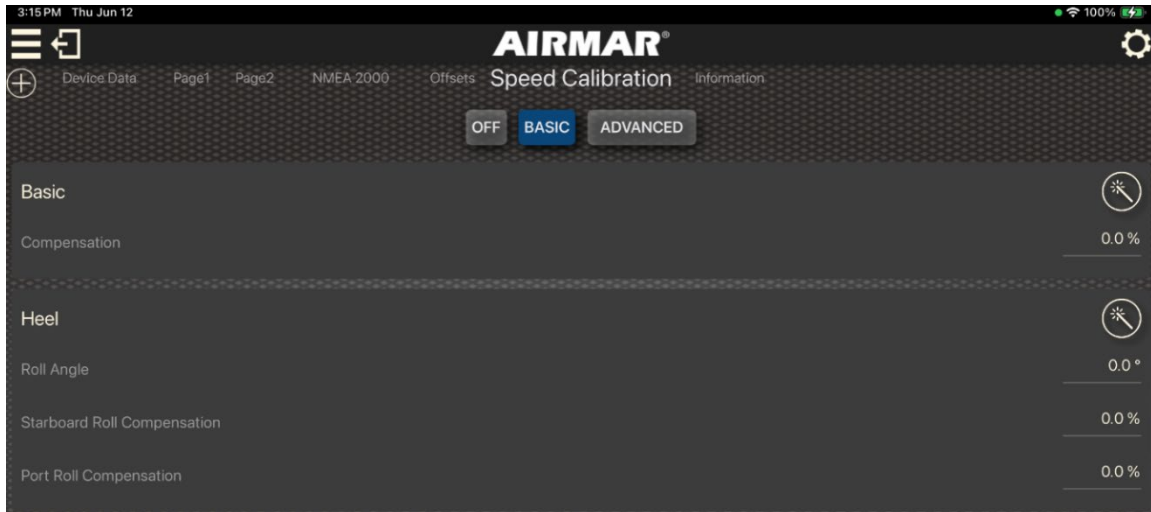 3:15 PM Thu Jun 12 100%
AIRMAR®
Device Data Page1 Page2 NMEA 2000 Offsets Speed Calibration Information
OFF BASIC ADVANCED
Basic
Compensation 0.0 %
Heel
Roll Angle 0.0 °
Starboard Roll Compensation 0.0 %
Port Roll Compensation 0.0 %